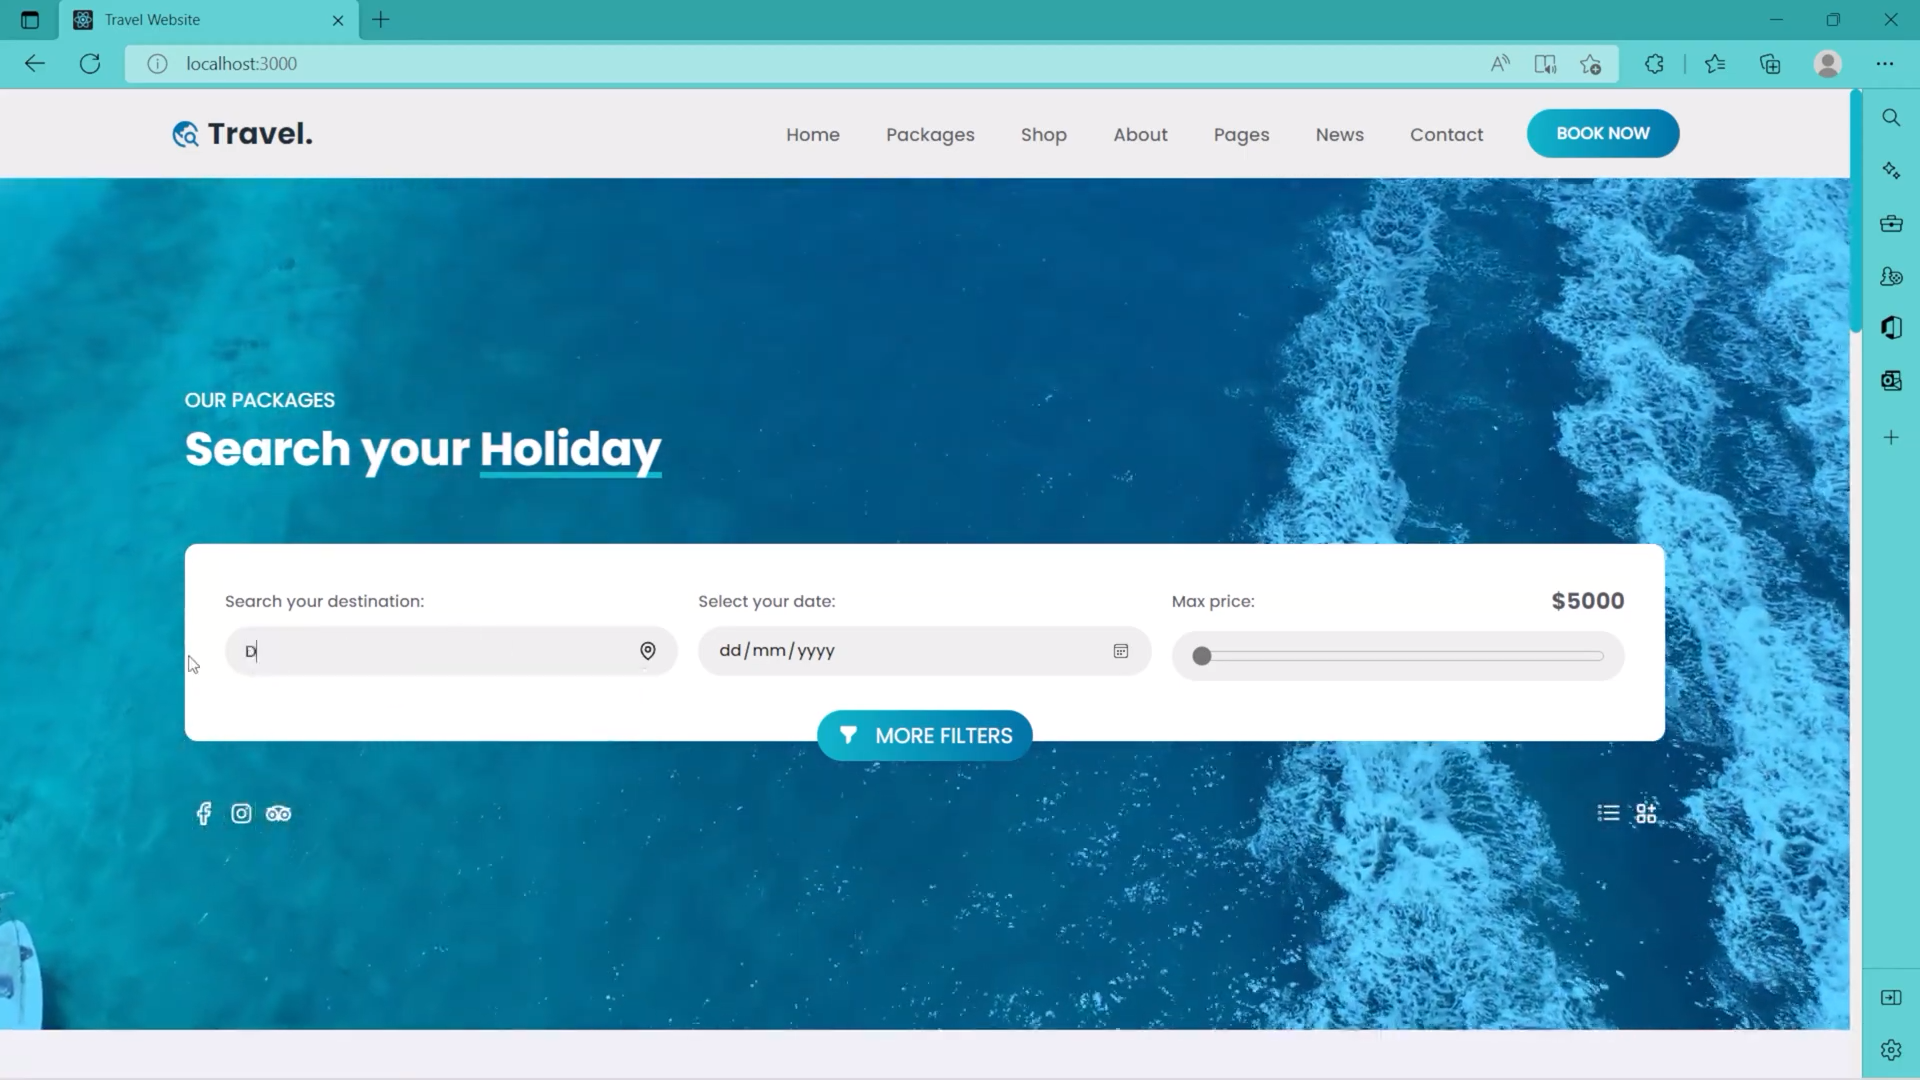 Travel Website
localhost:3000
Travel.
Home Packages Shop About Pages News Contact BOOK NOW
OUR PACKAGES
Search your Holiday
Search your destination: Select your date: Max price: $5000
D dd/mm/yyyy
MORE FILTERS